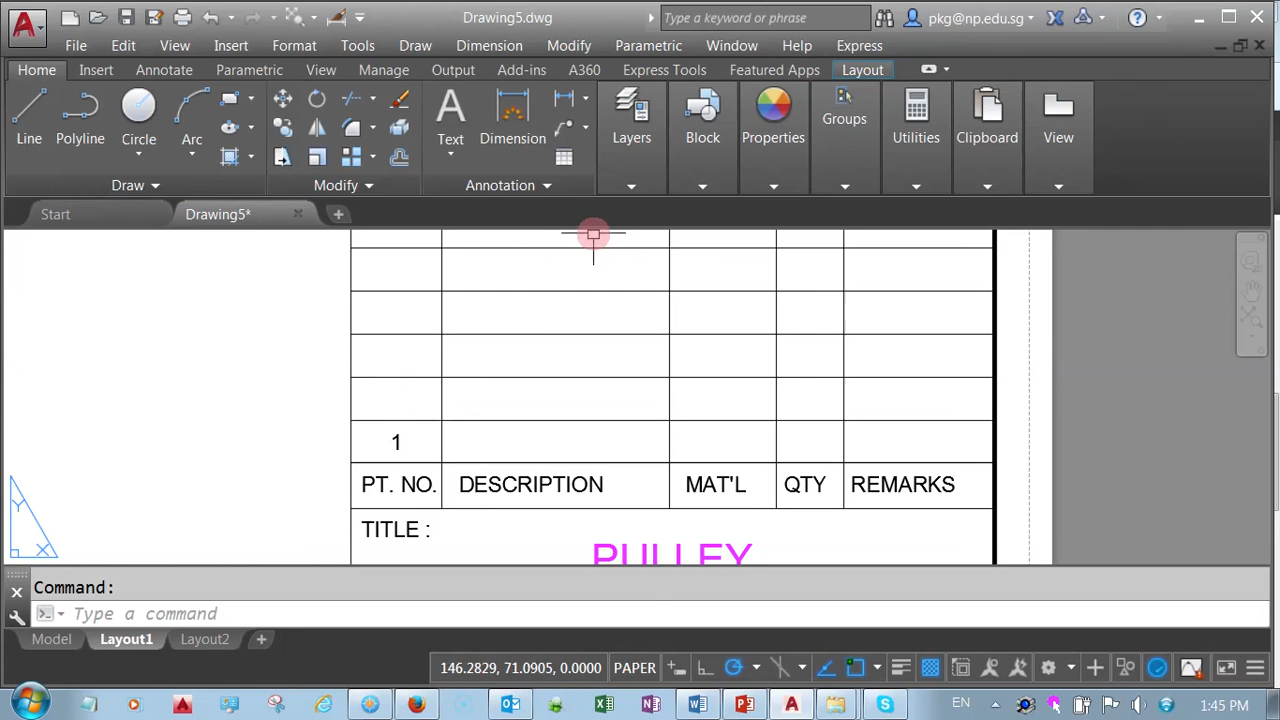 Drawing5.dwg
Type a keyword or phrase
pkg@np.edu.sg
File Edit View Insert Format Tools Draw Dimension Modify Parametric Window Help Express
Home Insert Annotate Parametric View Manage Output Add-ins A360 Express Tools Featured Apps Layout
Line Polyline Circle Arc Text Dimension Layers Block Properties Groups Utilities Clipboard View
Draw Modify Annotation
Start Drawing5*
1
PT. NO. DESCRIPTION MAT'L QTY REMARKS
TITLE :
PULLEY
Y
X
Command:
Type a command
Model Layout1 Layout2
146.2829, 71.0905, 0.0000 PAPER
EN 1:45 PM